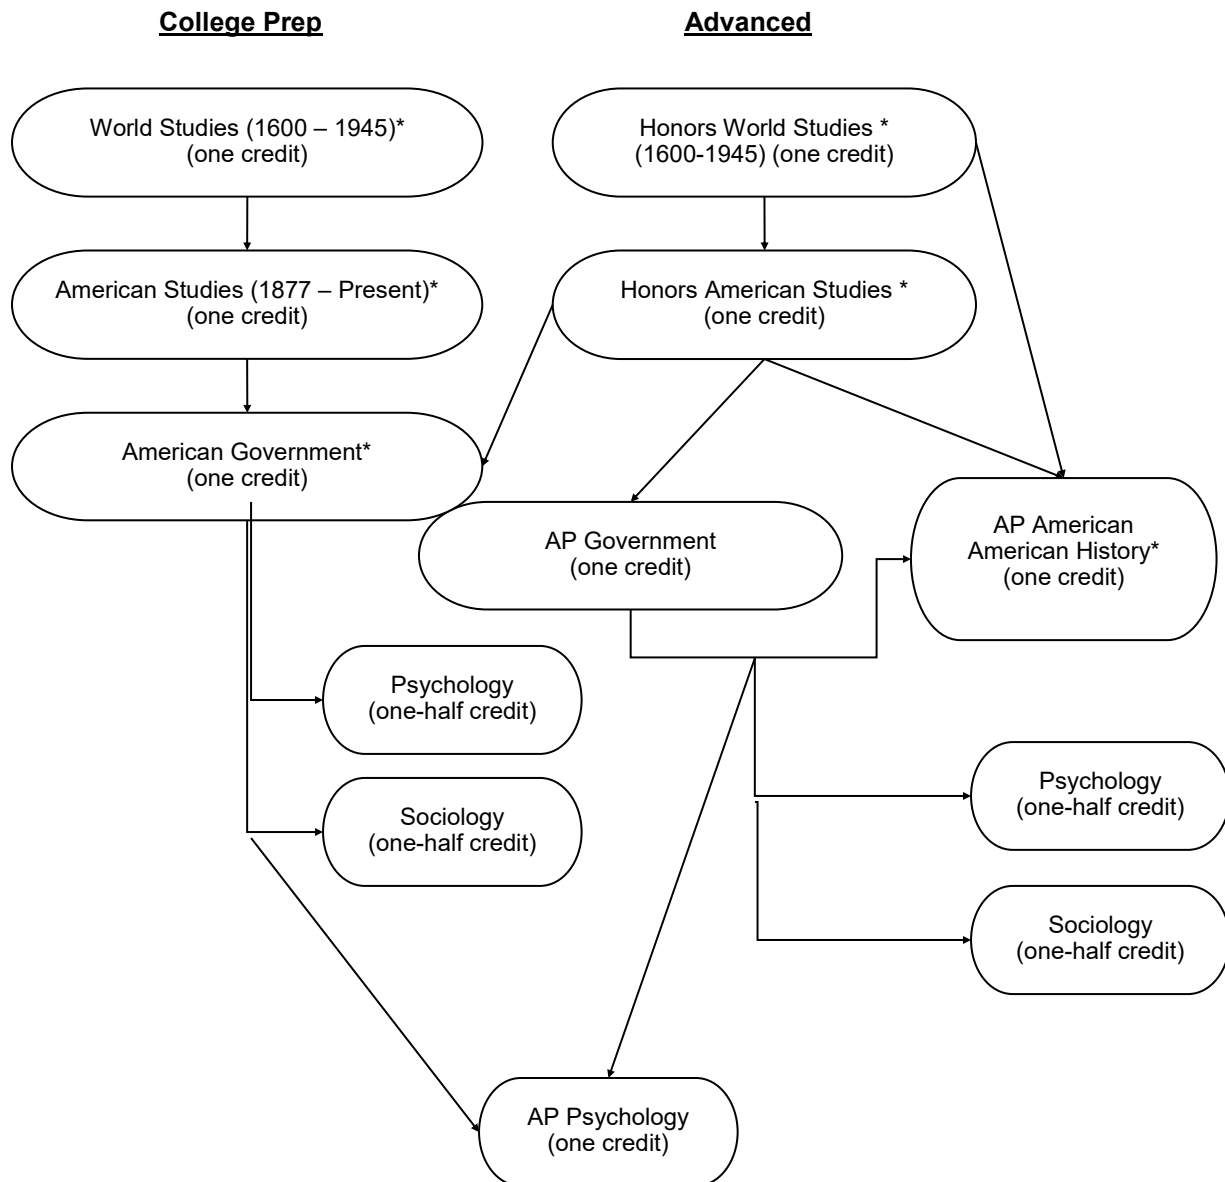 College Prep
Advanced
World Studies (1600 – 1945)*
(one credit)
Honors World Studies *
(1600-1945) (one credit)
American Studies (1877 – Present)*
(one credit)
Honors American Studies *
(one credit)
American Government*
(one credit)
AP Government
(one credit)
AP American
American History*
(one credit)
Psychology
(one-half credit)
Sociology
(one-half credit)
Psychology
(one-half credit)
Sociology
(one-half credit)
AP Psychology
(one credit)